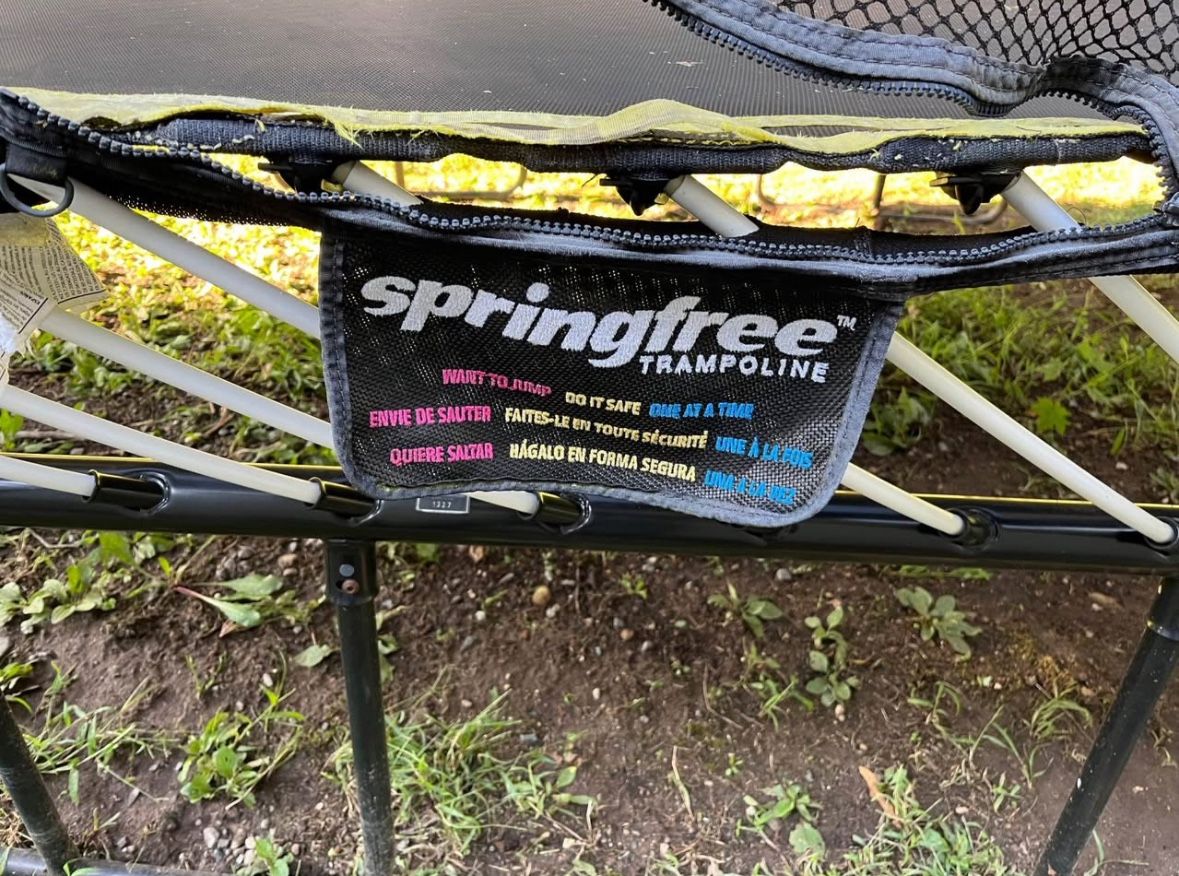 springfree™
TRAMPOLINE
WANT TO JUMP DO IT SAFE ONE AT A TIME
ENVIE DE SAUTER FAITES-LE EN TOUTE SÉCURITÉ UNE À LA FOIS
QUIERE SALTAR HÁGALO EN FORMA SEGURA UNA A LA VEZ
1227